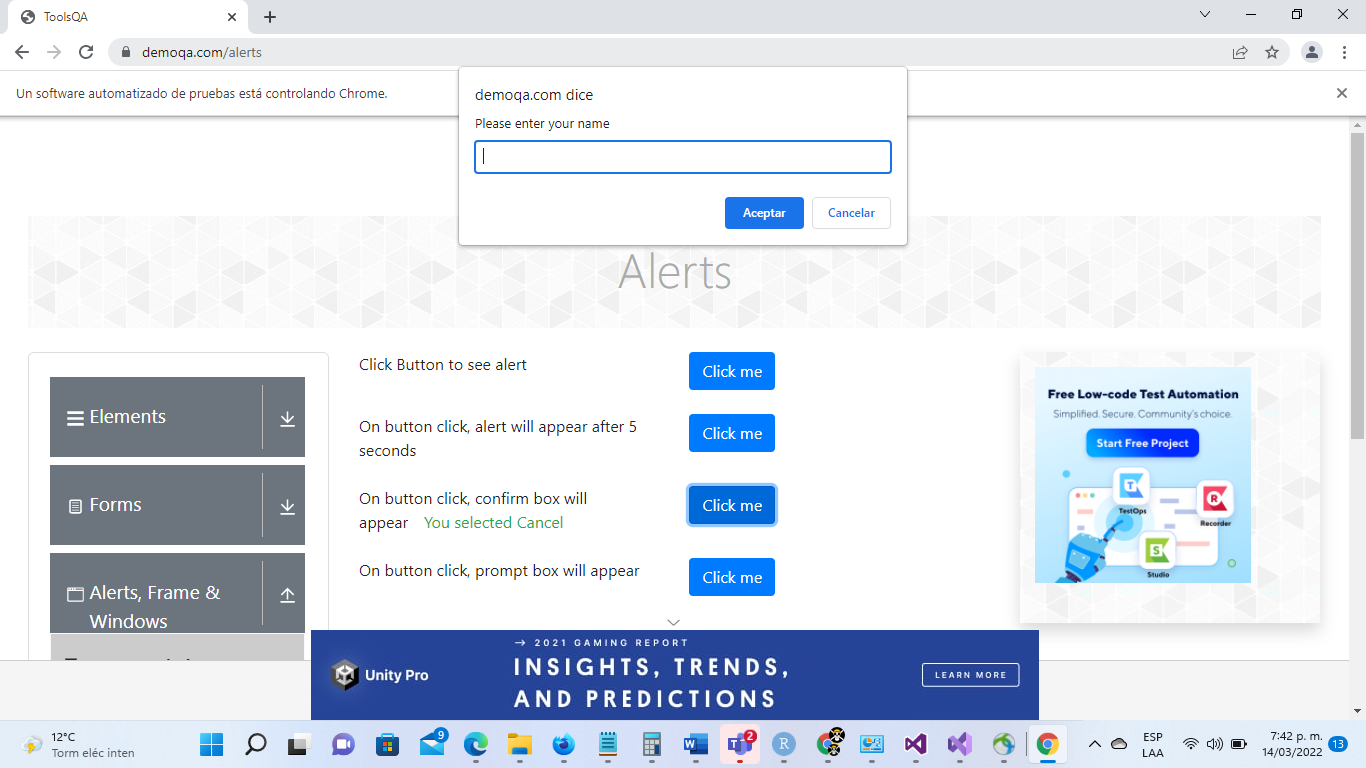 ToolsQA
demoqa.com/alerts
Un software automatizado de pruebas está controlando Chrome.
demoqa.com dice
Please enter your name
Aceptar
Cancelar
Alerts
Elements
Forms
Alerts, Frame &
Windows
Click Button to see alert
Click me
On button click, alert will appear after 5
seconds
Click me
On button click, confirm box will
appear You selected Cancel
Click me
On button click, prompt box will appear
Click me
Free Low-code Test Automation
Simplified. Secure. Community's choice.
Start Free Project
TestOps
Recorder
Studio
Unity Pro
→ 2021 GAMING REPORT
INSIGHTS, TRENDS,
AND PREDICTIONS
LEARN MORE
12°C
Torm eléc inten
9
2
ESP
LAA
7:42 p. m.
14/03/2022
13